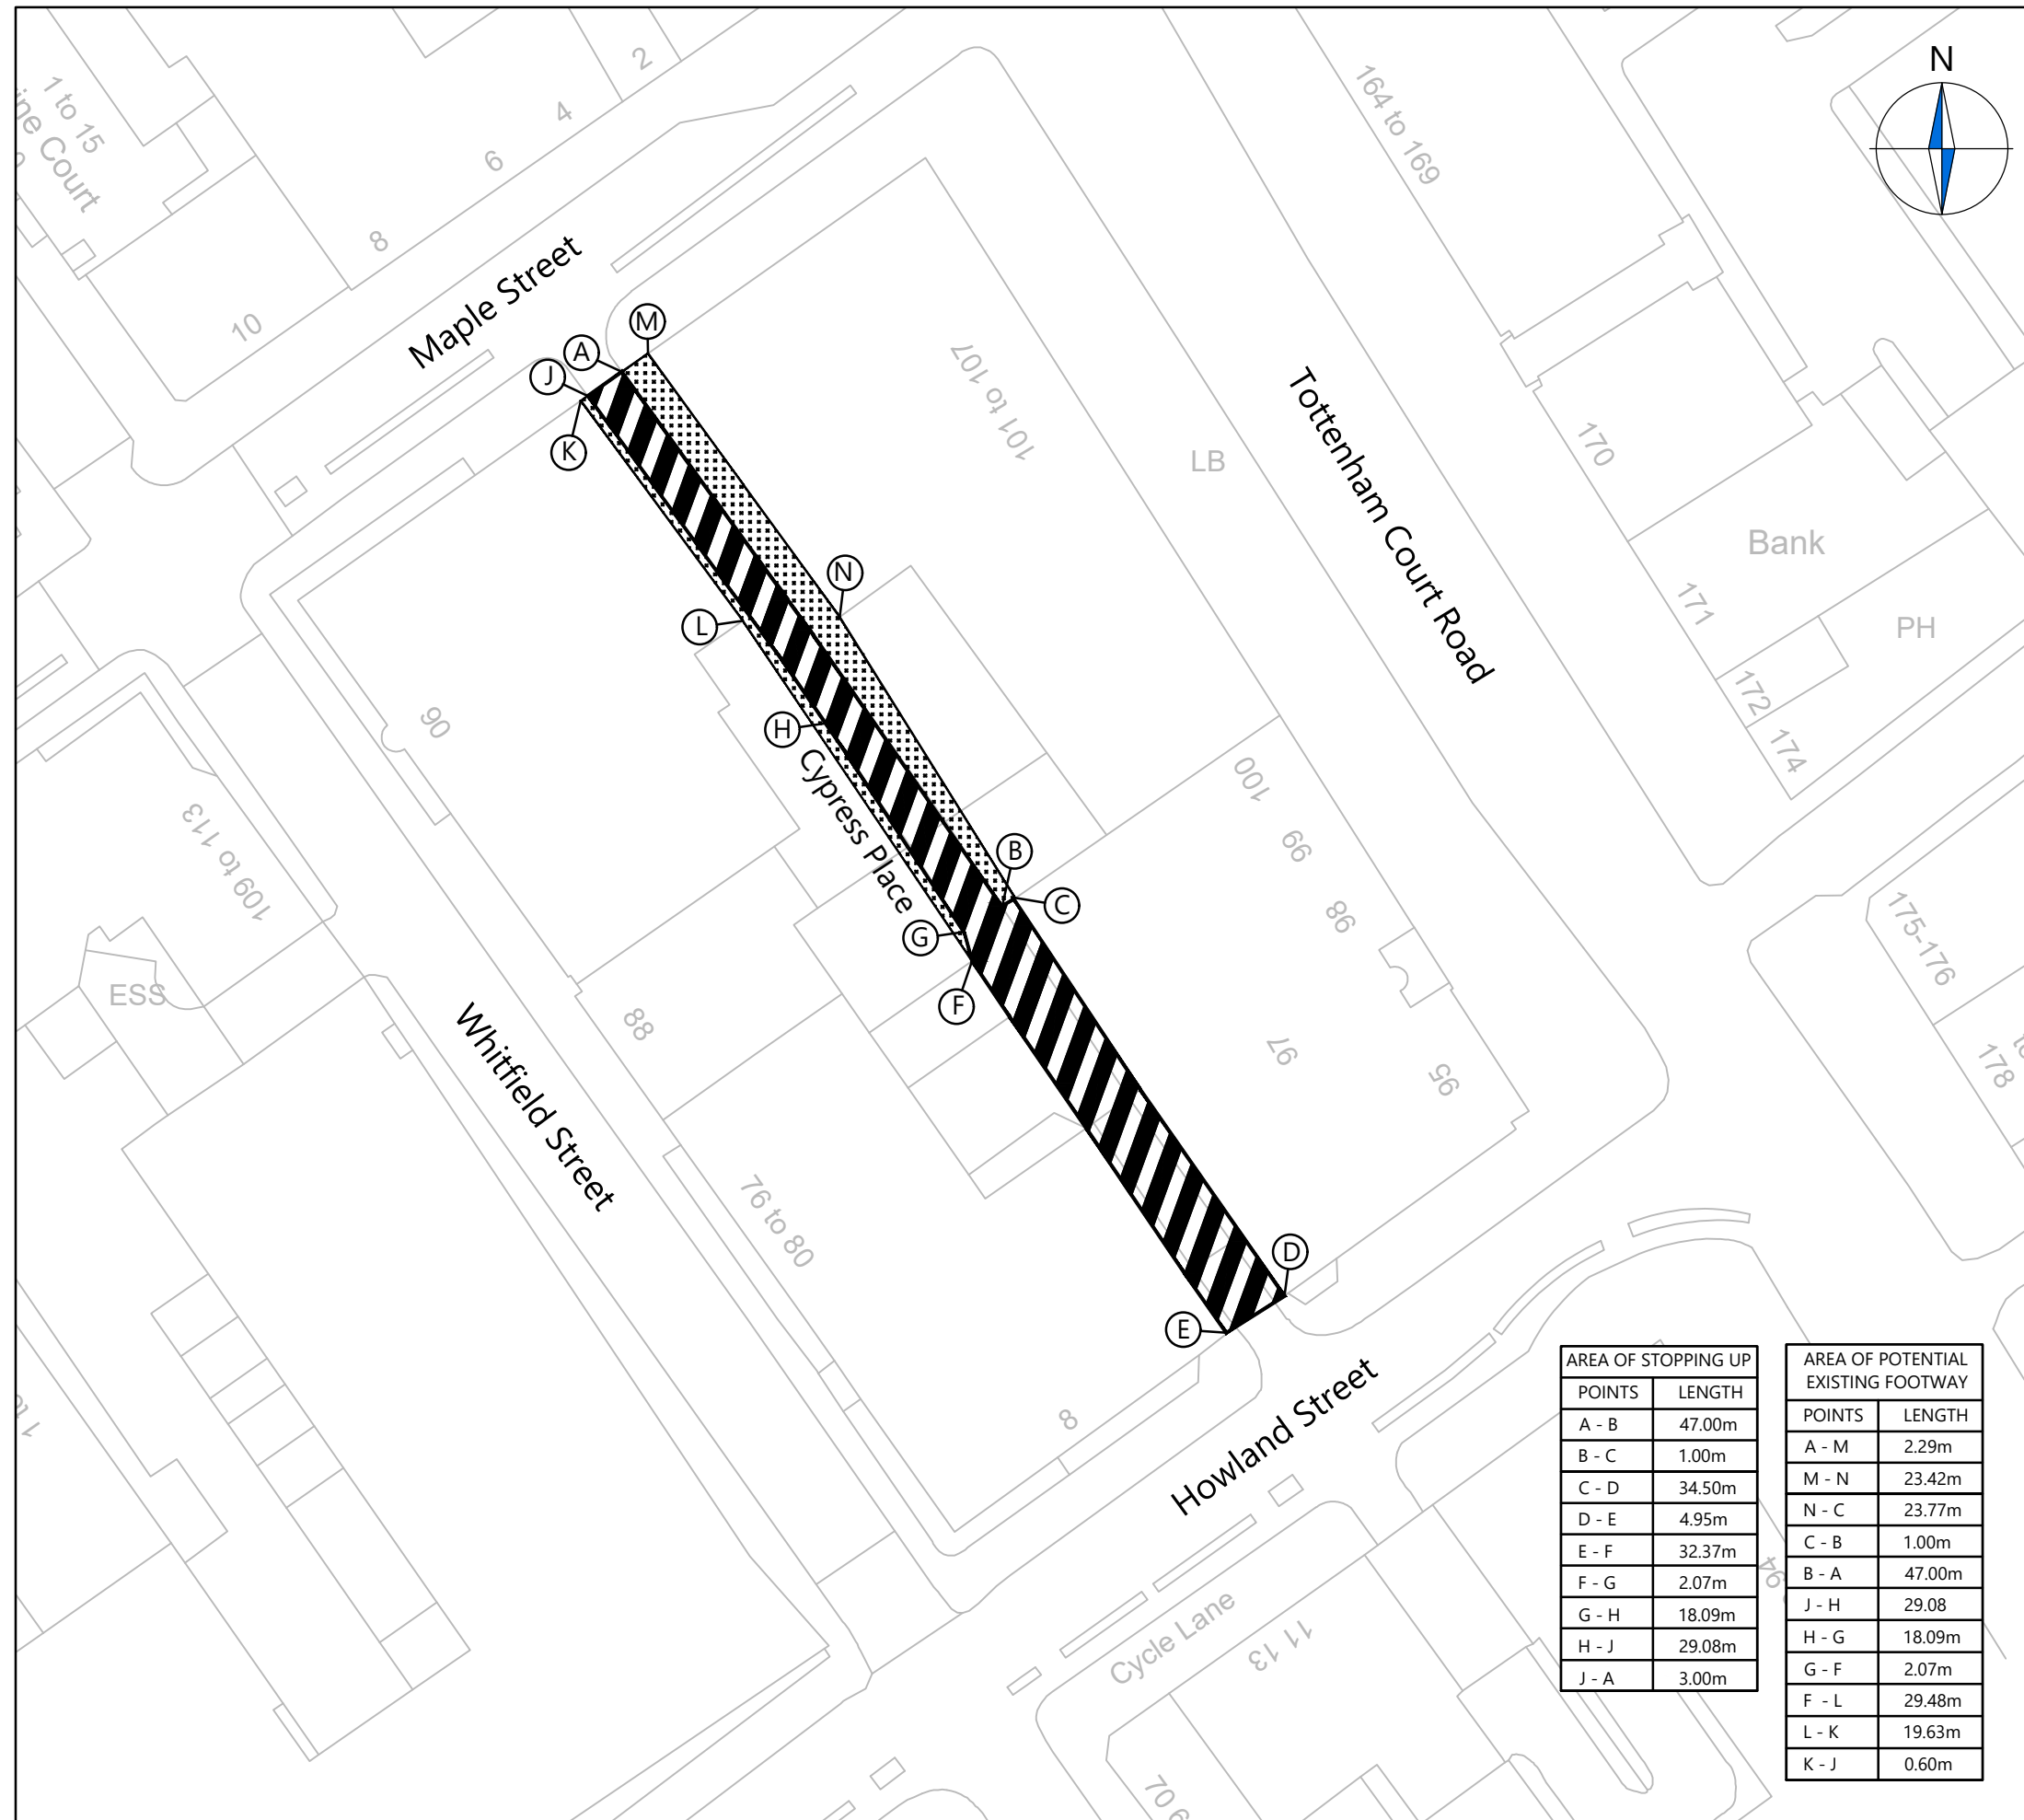 N
2
1 to 15
Court
4
6
8
10
164 to 169
Maple Street
M
A
J
K
101 to 107
Tottenham Court Road
LB
170
Bank
171
PH
172
174
N
L
H
90
Cypress Place
100
99
98
97
95
B
C
G
F
109 to 113
ESS
175-176
178
88
Whitfield Street
76 to 80
D
E
8
Howland Street
Cycle Lane
11 13
94
AREA OF STOPPING UP
POINTS LENGTH
A - B 47.00m
B - C 1.00m
C - D 34.50m
D - E 4.95m
E - F 32.37m
F - G 2.07m
G - H 18.09m
H - J 29.08m
J - A 3.00m
AREA OF POTENTIAL
EXISTING FOOTWAY
POINTS LENGTH
A - M 2.29m
M - N 23.42m
N - C 23.77m
C - B 1.00m
B - A 47.00m
J - H 29.08
H - G 18.09m
G - F 2.07m
F - L 29.48m
L - K 19.63m
K - J 0.60m